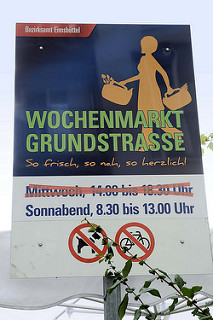 Bezirksamt Eimsbüttel
WOCHENMARKT
GRUNDSTRASSE
So frisch, so nah, so herzlich!
Mittwoch, 14.00 bis 18.30 Uhr
Sonnabend, 8.30 bis 13.00 Uhr